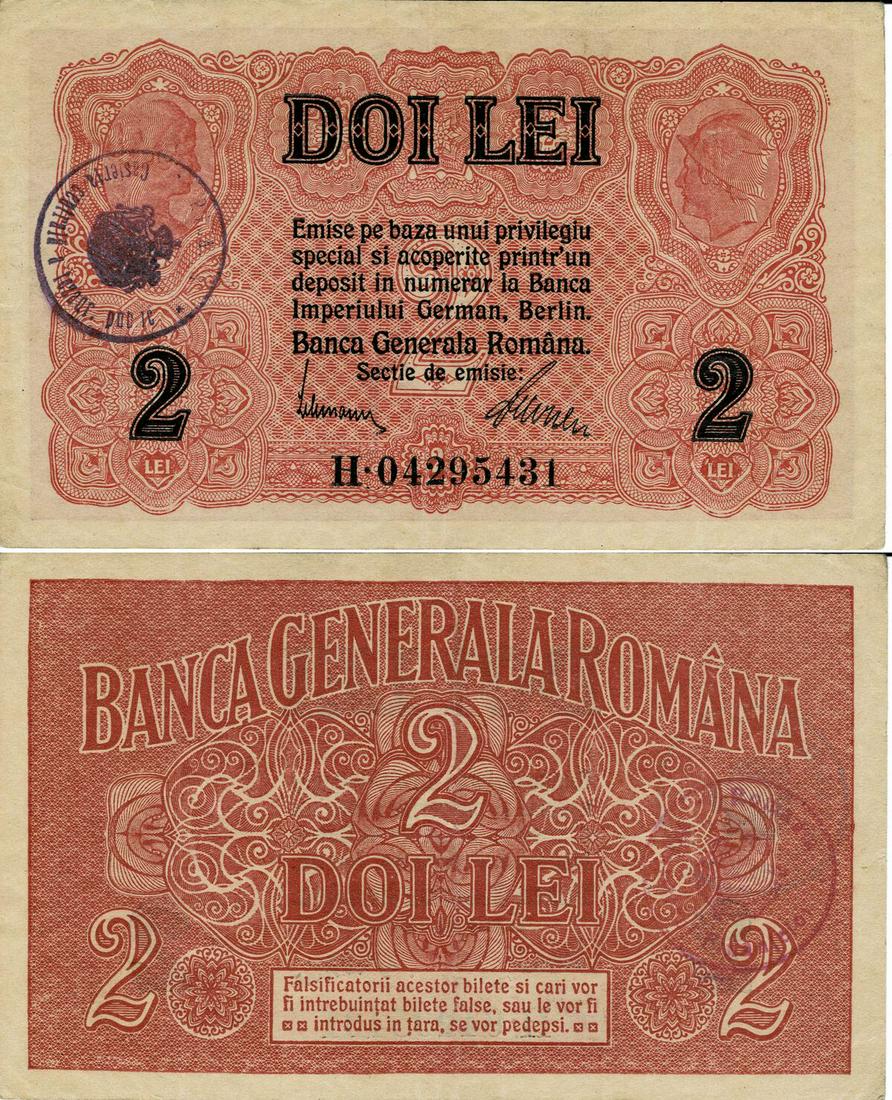 DOI LEI
Emise pe baza unui privilegiu
special si acoperite printr'un
deposit in numerar la Banca
Imperiului German, Berlin.
Banca Generala Româna.
Sectie de emisie:
2
2
2
LEI
LEI
H·04295431
BANCA GENERALA ROMÂNA
2
DOI LEI
2
2
Falsificatorii acestor bilete si cari vor
fi intrebuințat bilete false, sau le vor fi
introdus in țara, se vor pedepsi.